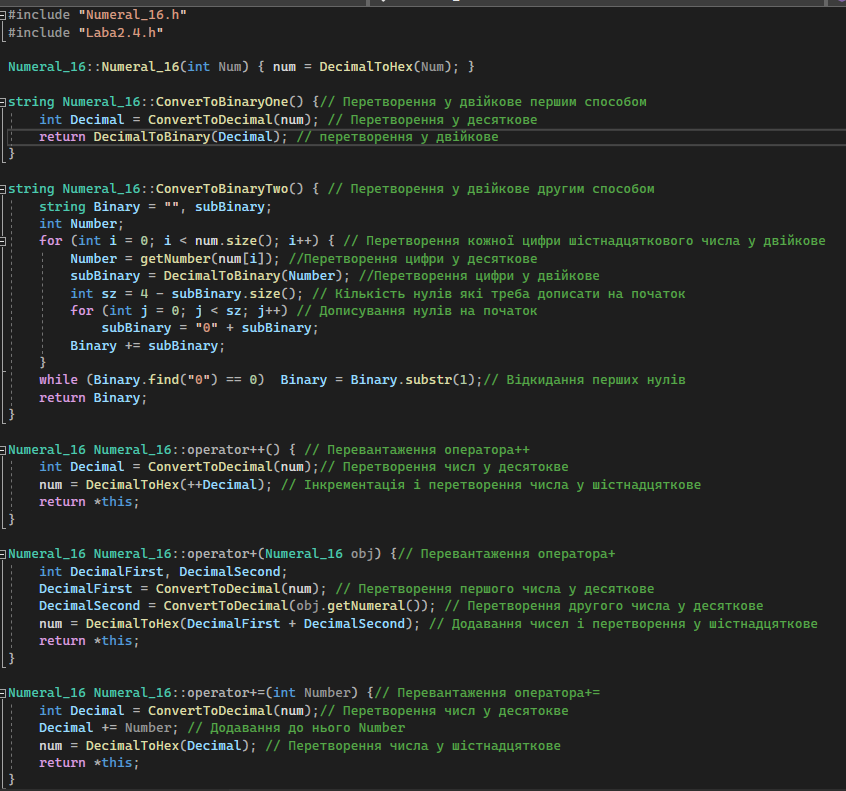 #include "Numeral_16.h"
#include "Laba2.4.h"
Numeral_16::Numeral_16(int Num) { num = DecimalToHex(Num); }
string Numeral_16::ConvertToBinaryOne() {// Перетворення у двійкове першим способом
int Decimal = ConvertToDecimal(num); // Перетворення у десяткове
return DecimalToBinary(Decimal); // перетворення у двійкове
}
string Numeral_16::ConvertToBinaryTwo() { // Перетворення у двійкове другим способом
string Binary = "", subBinary;
int Number;
for (int i = 0; i < num.size(); i++) { // Перетворення кожної цифри шістнадцяткового числа у двійкове
Number = getNumber(num[i]); //Перетворення цифри у десяткове
subBinary = DecimalToBinary(Number); //Перетворення цифри у двійкове
int sz = 4 - subBinary.size(); // Кількість нулів які треба дописати на початок
for (int j = 0; j < sz; j++) // Дописування нулів на початок
subBinary = "0" + subBinary;
Binary += subBinary;
}
while (Binary.find("0") == 0)  Binary = Binary.substr(1);// Відкидання перших нулів
return Binary;
}
Numeral_16 Numeral_16::operator++() { // Перевантаження оператора++
int Decimal = ConvertToDecimal(num);// Перетворення числ у десятокве
num = DecimalToHex(++Decimal); // Інкрементація і перетворення числа у шістнадцяткове
return *this;
}
Numeral_16 Numeral_16::operator+(Numeral_16 obj) {// Перевантаження оператора+
int DecimalFirst, DecimalSecond;
DecimalFirst = ConvertToDecimal(num); // Перетворення першого числа у десяткове
DecimalSecond = ConvertToDecimal(obj.getNumeral()); // Перетворення другого числа у десяткове
num = DecimalToHex(DecimalFirst + DecimalSecond); // Додавання чисел і перетворення у шістнадцяткове
return *this;
}
Numeral_16 Numeral_16::operator+=(int Number) {// Перевантаження оператора+=
int Decimal = ConvertToDecimal(num);// Перетворення числ у десятокве
Decimal += Number; // Додавання до нього Number
num = DecimalToHex(Decimal); // Перетворення числа у шістнадцяткове
return *this;
}